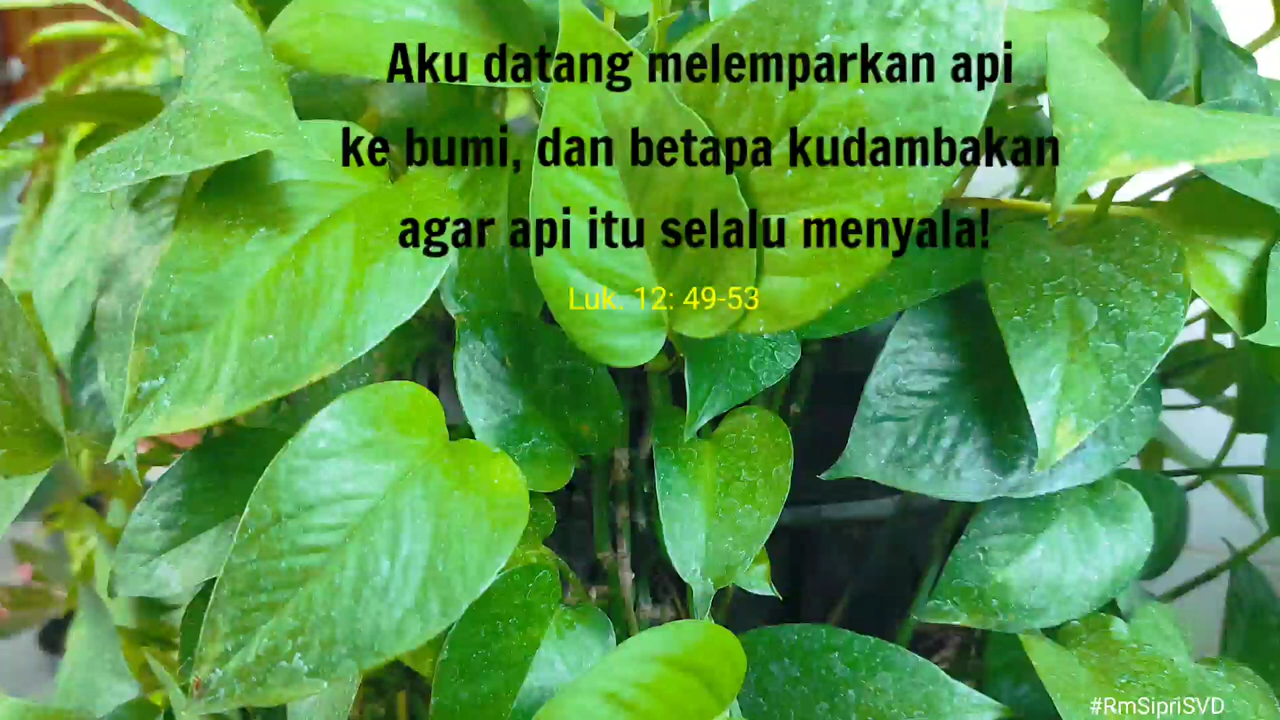 Aku datang melemparkan api
ke bumi, dan betapa kudambakan
agar api itu selalu menyala!
Luk. 12: 49-53
#RmSipriSVD